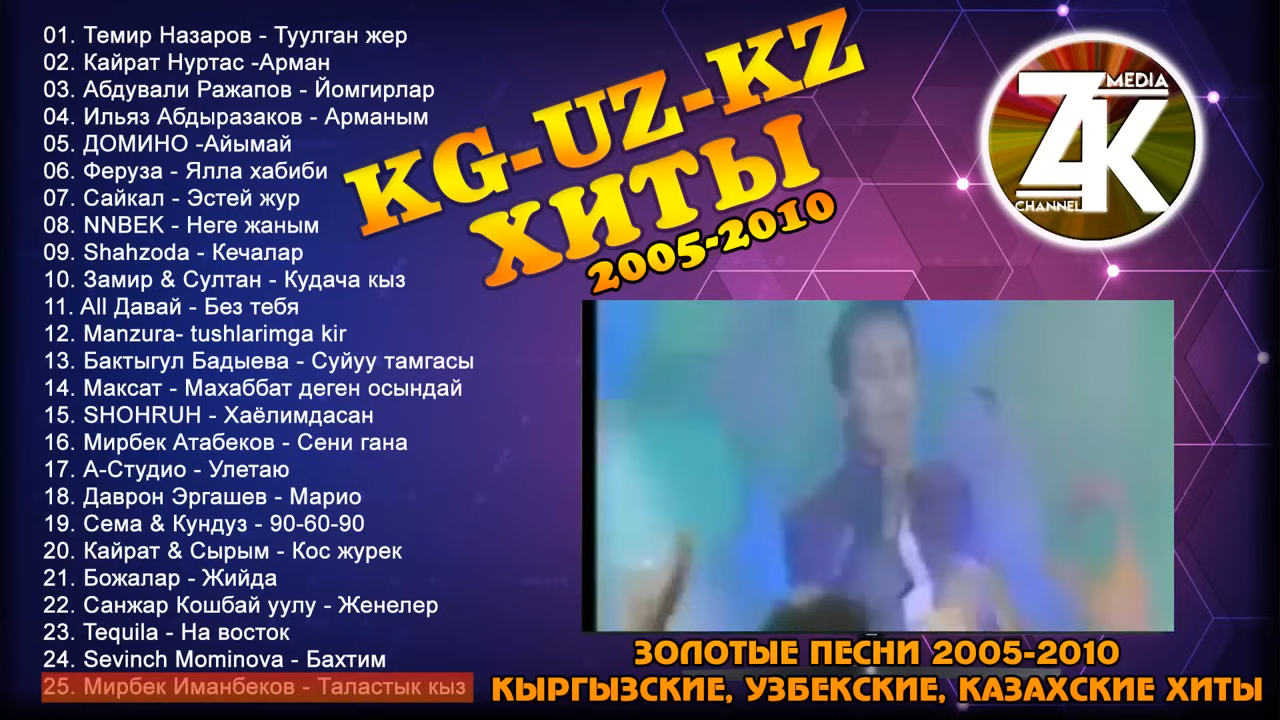 01. Темир Назаров - Туулган жер
02. Кайрат Нуртас -Арман
03. Абдували Ражапов - Йомгирлар
04. Ильяз Абдыразаков - Арманым
05. ДОМИНО -Айымай
06. Феруза - Ялла хабиби
07. Сайкал - Эстей жур
08. NNBEK - Неге жаным
09. Shahzoda - Кечалар
10. Замир & Султан - Кудача кыз
11. All Давай - Без тебя
12. Manzura- tushlarimga kir
13. Бактыгул Бадыева - Суйуу тамгасы
14. Максат - Махаббат деген осындай
15. SHOHRUH - Хаёлимдасан
16. Мирбек Атабеков - Сени гана
17. А-Студио - Улетаю
18. Даврон Эргашев - Марио
19. Сема & Кундуз - 90-60-90
20. Кайрат & Сырым - Кос журек
21. Божалар - Жийда
22. Санжар Кошбай уулу - Женелер
23. Tequila - На восток
24. Sevinch Mominova - Бахтим
25. Мирбек Иманбеков - Таластык кыз
KG-UZ-KZ
ХИТЫ
2005-2010
ZK
MEDIA
CHANNEL
ЗОЛОТЫЕ ПЕСНИ 2005-2010
КЫРГЫЗСКИЕ, УЗБЕКСКИЕ, КАЗАХСКИЕ ХИТЫ